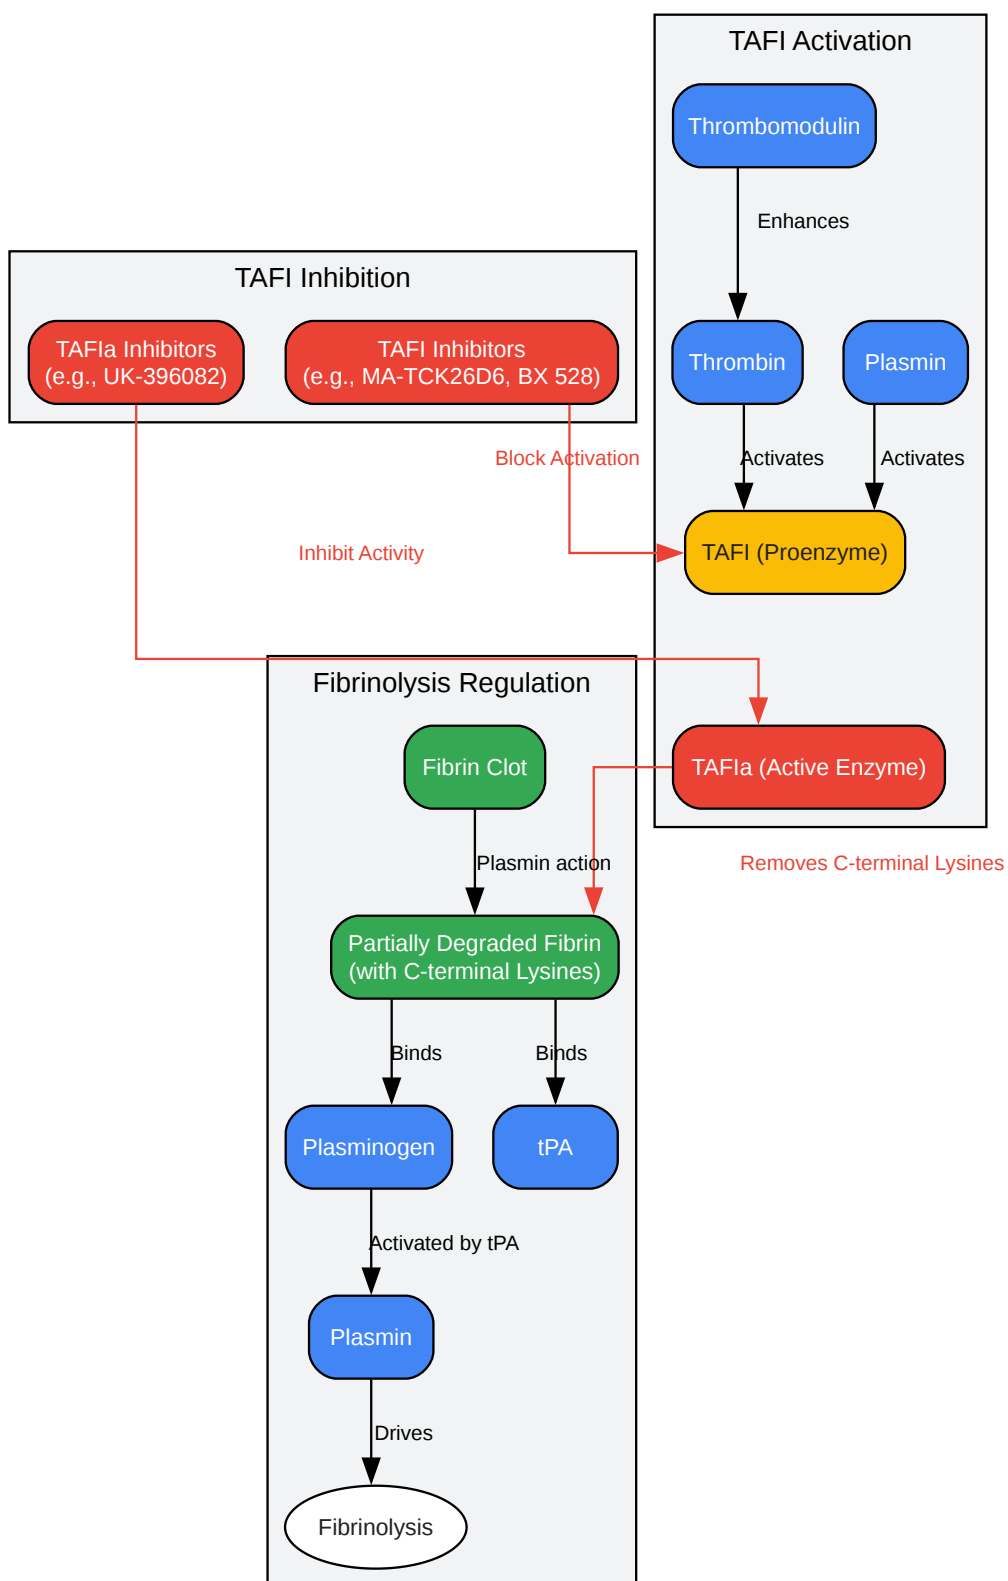 TAFI Activation
Thrombomodulin
Enhances
TAFI Inhibition
TAFIa Inhibitors
(e.g., UK-396082)
TAFI Inhibitors
(e.g., MA-TCK26D6, BX 528)
Thrombin
Plasmin
Block Activation
Activates
Activates
Inhibit Activity
TAFI (Proenzyme)
Fibrinolysis Regulation
Fibrin Clot
TAFIa (Active Enzyme)
Plasmin action
Removes C-terminal Lysines
Partially Degraded Fibrin
(with C-terminal Lysines)
Binds
Binds
Plasminogen
tPA
Activated by tPA
Plasmin
Drives
Fibrinolysis